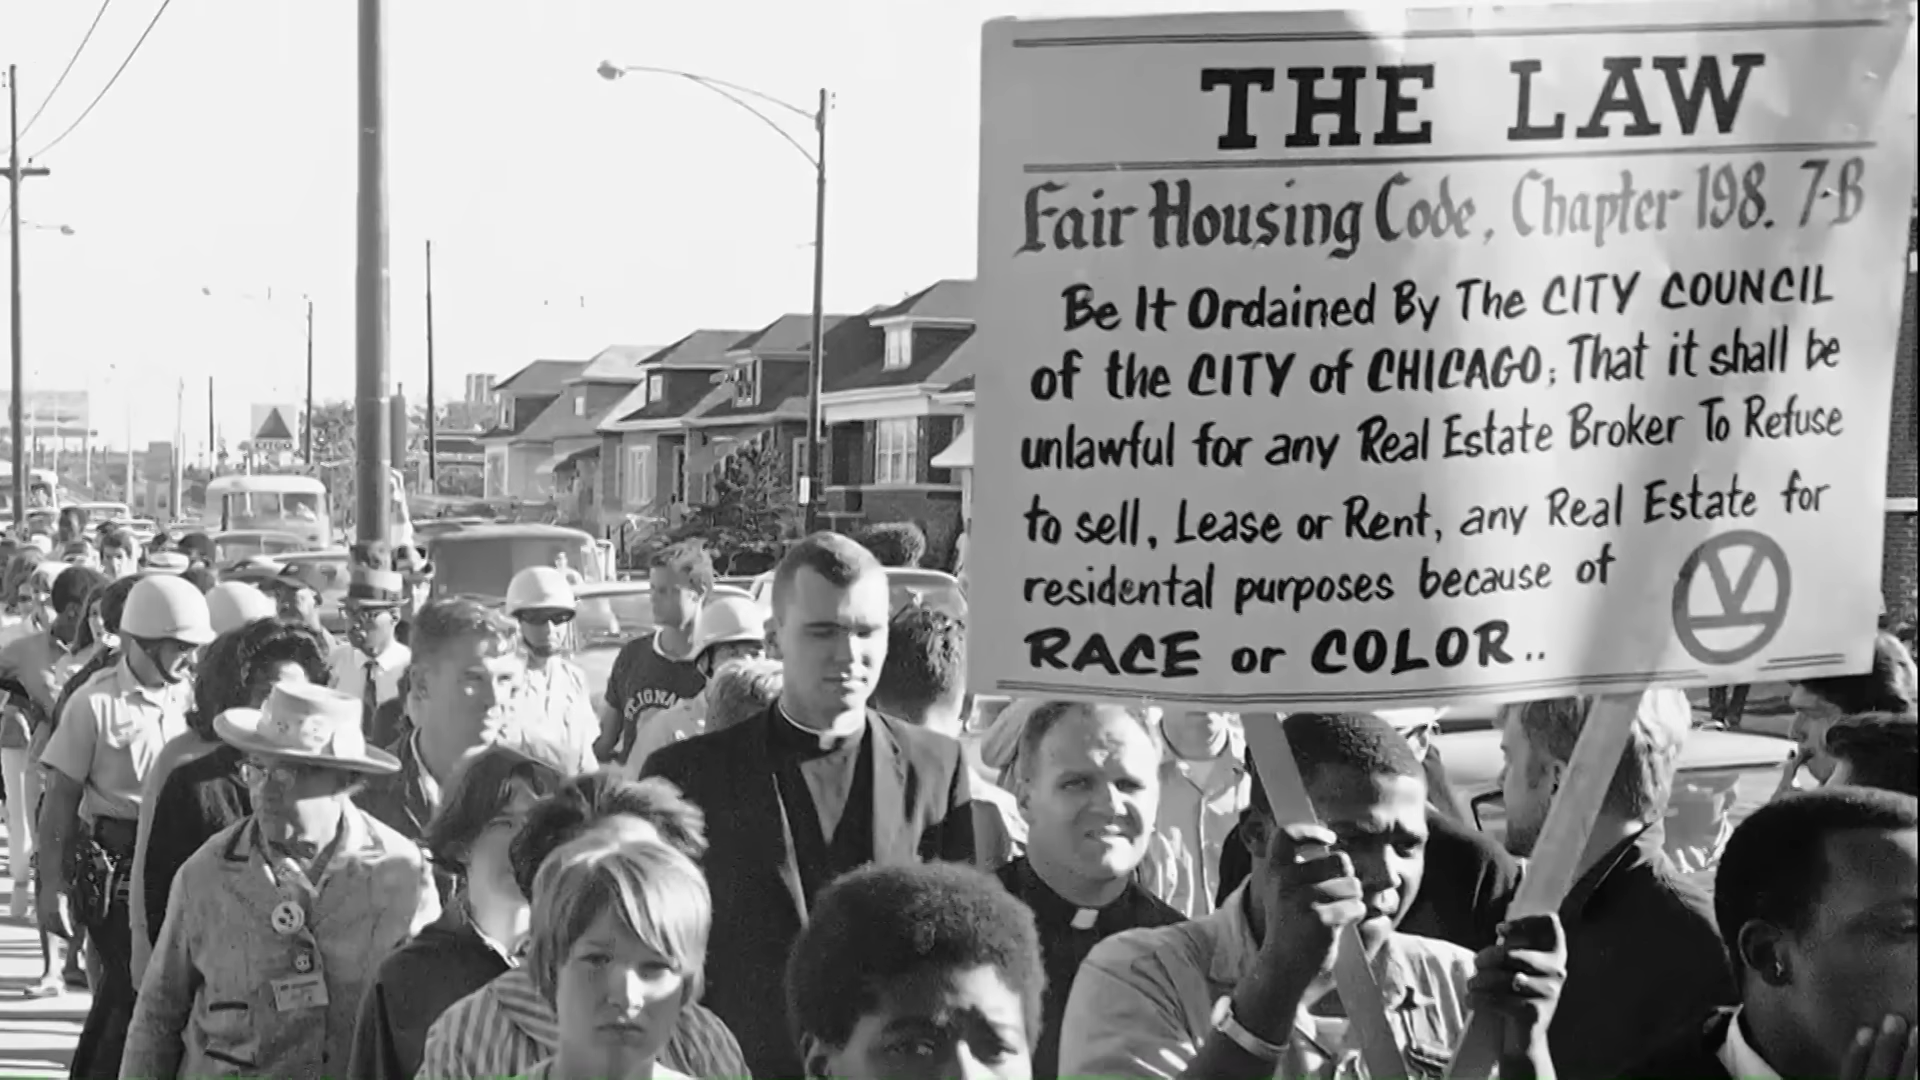 THE LAW
Fair Housing Code, Chapter 198. 7-B
Be It Ordained By The CITY COUNCIL
of the CITY of CHICAGO; That it shall be
unlawful for any Real Estate Broker To Refuse
to sell, Lease or Rent, any Real Estate for
residental purposes because of
RACE or COLOR..
V
CITGO